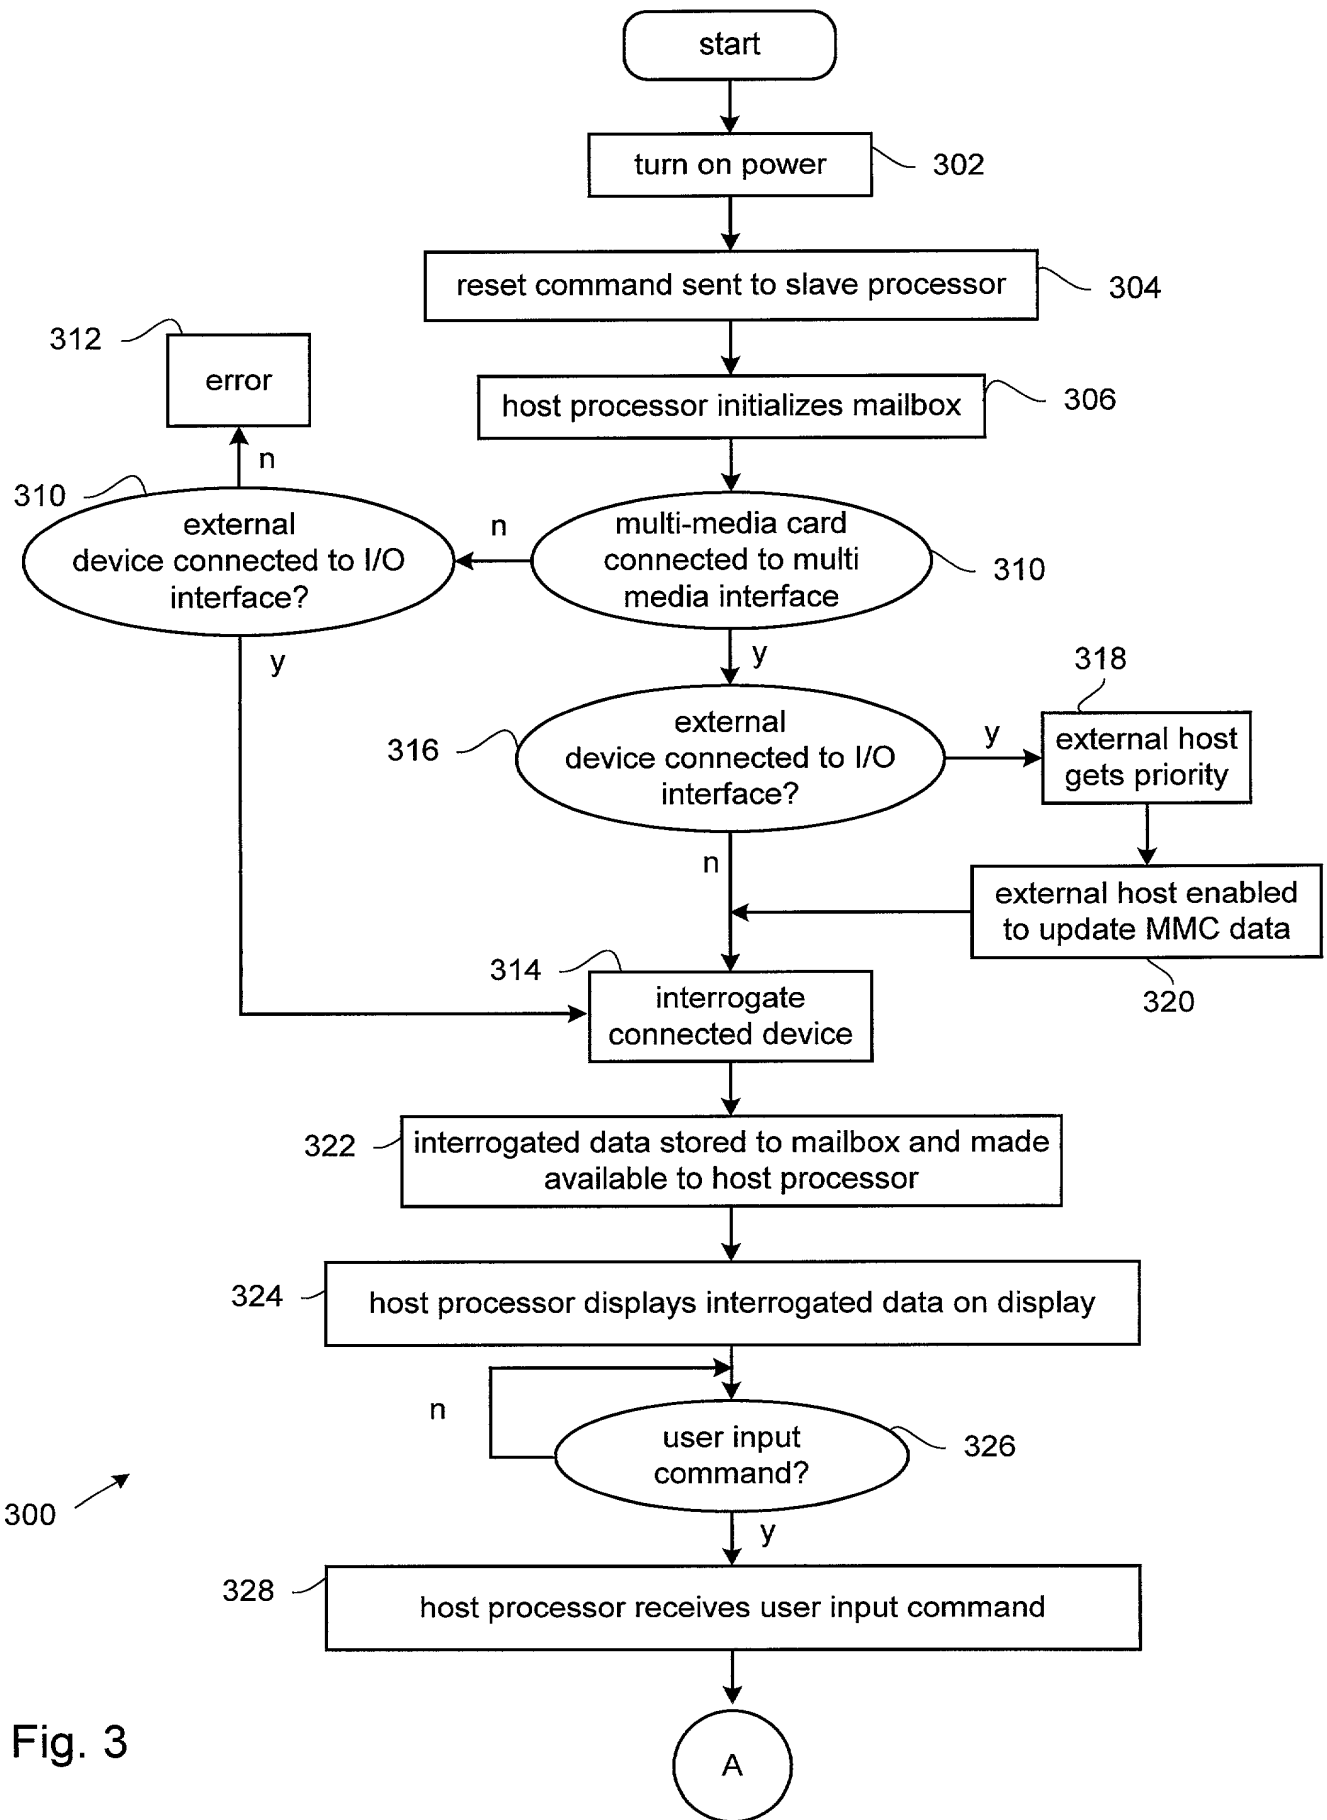 start
turn on power
302
reset command sent to slave processor
304
312
error
host processor initializes mailbox
306
n
310
external
device connected to I/O
interface?
n
multi-media card
connected to multi
media interface
310
y
y
318
316
external
device connected to I/O
interface?
y
external host
gets priority
n
external host enabled
to update MMC data
320
314
interrogate
connected device
322
interrogated data stored to mailbox and made
available to host processor
324
host processor displays interrogated data on display
n
user input
command?
326
300
y
328
host processor receives user input command
Fig. 3
A